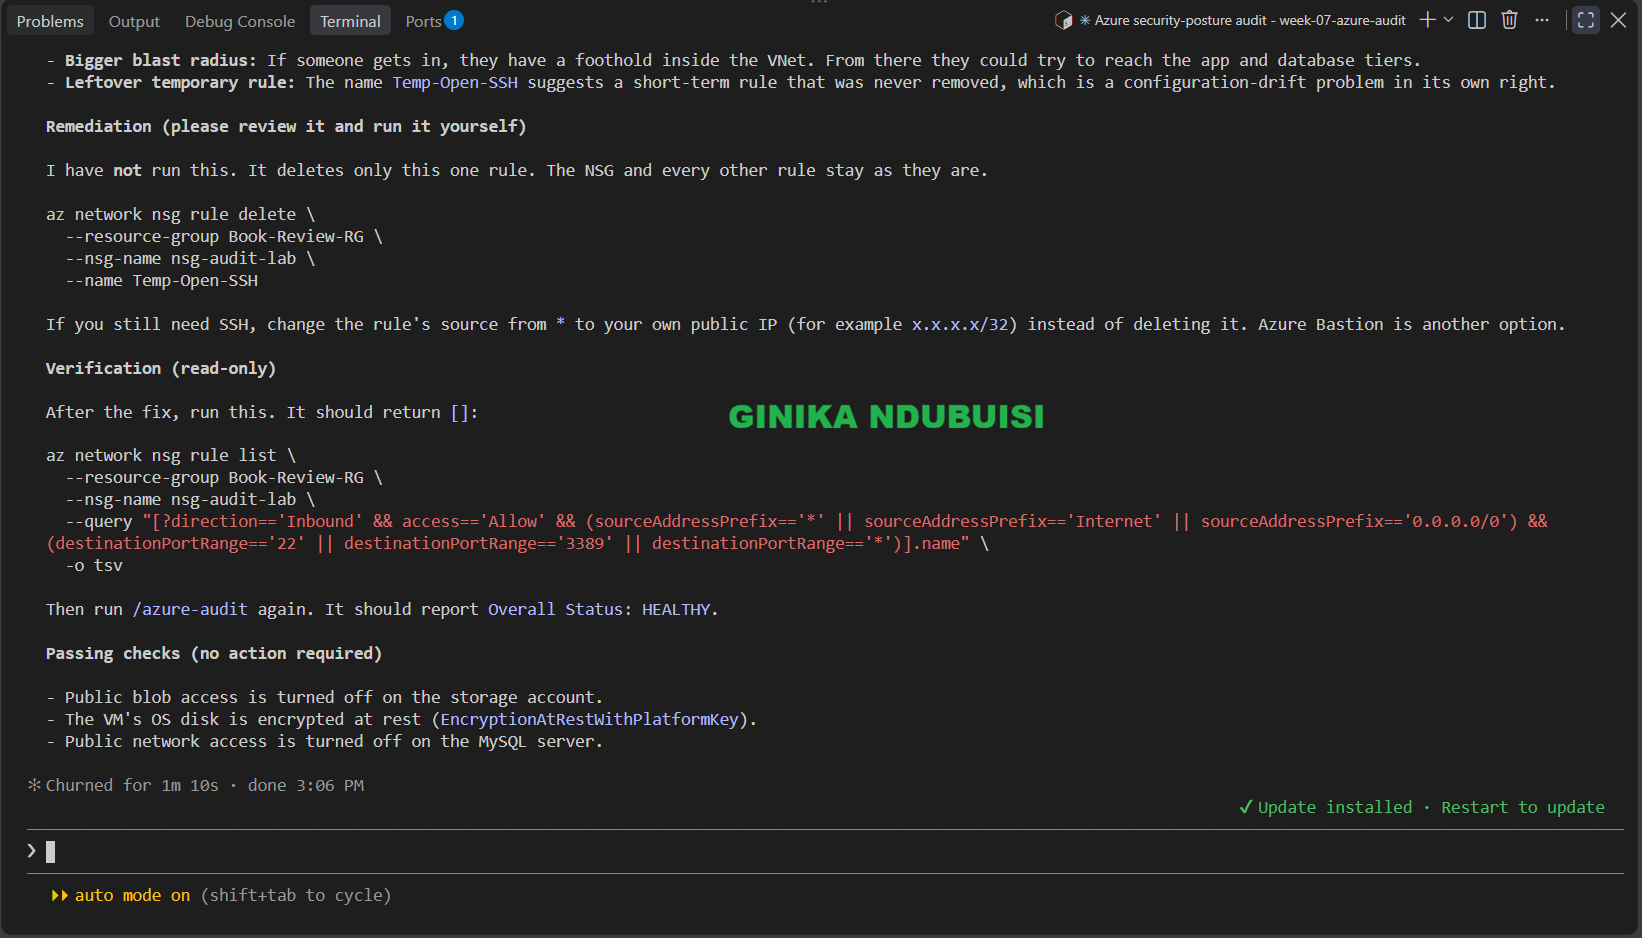 Problems Output Debug Console Terminal Ports 1 ✳ Azure security-posture audit - week-07-azure-audit
- Bigger blast radius: If someone gets in, they have a foothold inside the VNet. From there they could try to reach the app and database tiers.
- Leftover temporary rule: The name Temp-Open-SSH suggests a short-term rule that was never removed, which is a configuration-drift problem in its own right.
Remediation (please review it and run it yourself)
I have not run this. It deletes only this one rule. The NSG and every other rule stay as they are.
az network nsg rule delete \
--resource-group Book-Review-RG \
--nsg-name nsg-audit-lab \
--name Temp-Open-SSH
If you still need SSH, change the rule's source from * to your own public IP (for example x.x.x.x/32) instead of deleting it. Azure Bastion is another option.
Verification (read-only)
After the fix, run this. It should return []:
GINIKA NDUBUISI
az network nsg rule list \
--resource-group Book-Review-RG \
--nsg-name nsg-audit-lab \
--query "[?direction=='Inbound' && access=='Allow' && (sourceAddressPrefix=='*' || sourceAddressPrefix=='Internet' || sourceAddressPrefix=='0.0.0.0/0') &&
(destinationPortRange=='22' || destinationPortRange=='3389' || destinationPortRange=='*')].name" \
-o tsv
Then run /azure-audit again. It should report Overall Status: HEALTHY.
Passing checks (no action required)
- Public blob access is turned off on the storage account.
- The VM's OS disk is encrypted at rest (EncryptionAtRestWithPlatformKey).
- Public network access is turned off on the MySQL server.
✻ Churned for 1m 10s · done 3:06 PM
✓ Update installed · Restart to update
❯
⏵⏵ auto mode on (shift+tab to cycle)